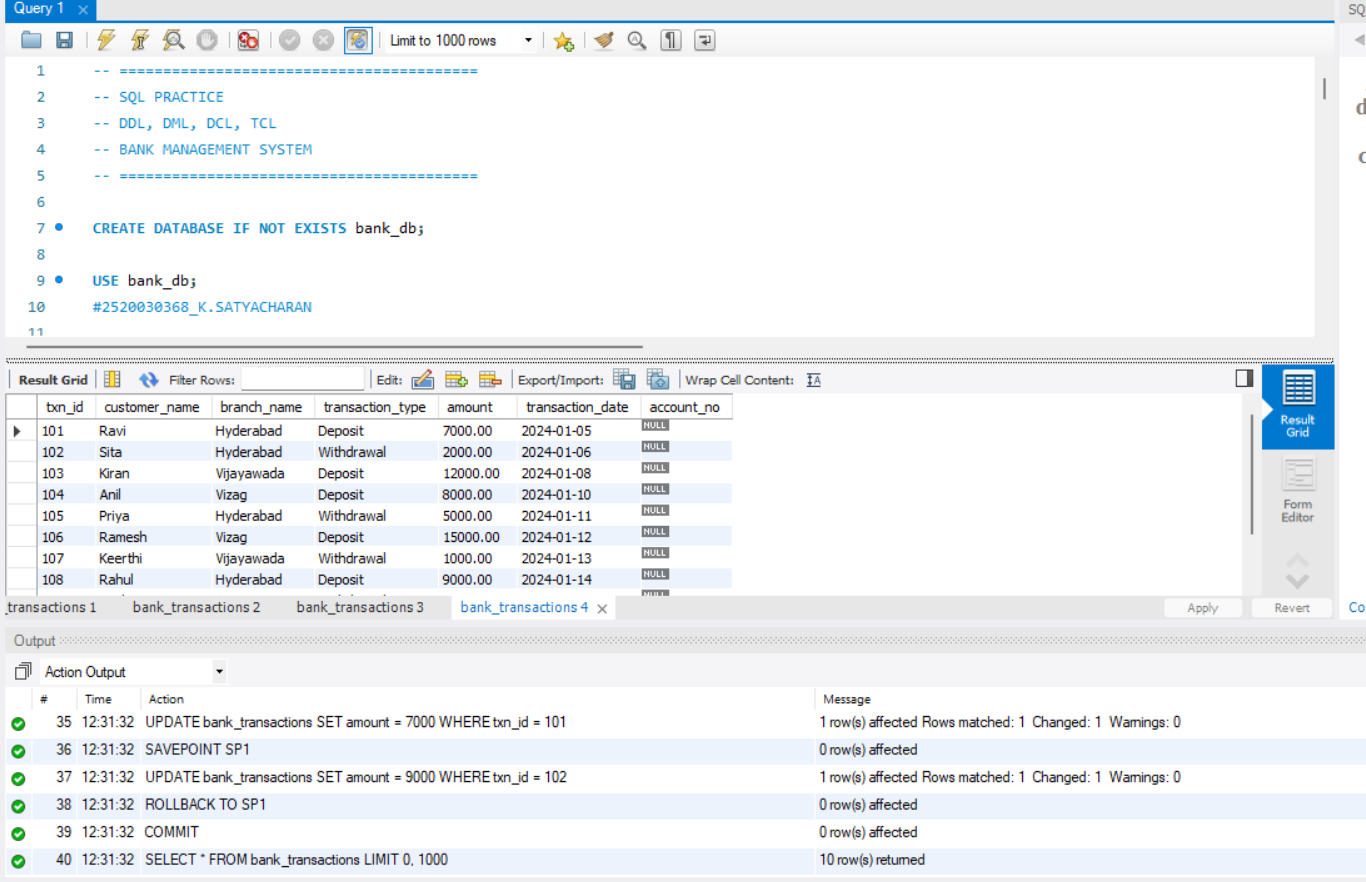 Query 1 ×
SQ
Limit to 1000 rows
1 -- =========================================
2 -- SQL PRACTICE
3 -- DDL, DML, DCL, TCL
4 -- BANK MANAGEMENT SYSTEM
5 -- =========================================
6
7 CREATE DATABASE IF NOT EXISTS bank_db;
8
9 USE bank_db;
10 #2520030368_K.SATYACHARAN
11
Result Grid Filter Rows: Edit: Export/Import: Wrap Cell Content:
txn_id customer_name branch_name transaction_type amount transaction_date account_no
101 Ravi Hyderabad Deposit 7000.00 2024-01-05 NULL
102 Sita Hyderabad Withdrawal 2000.00 2024-01-06 NULL
103 Kiran Vijayawada Deposit 12000.00 2024-01-08 NULL
104 Anil Vizag Deposit 8000.00 2024-01-10 NULL
105 Priya Hyderabad Withdrawal 5000.00 2024-01-11 NULL
106 Ramesh Vizag Deposit 15000.00 2024-01-12 NULL
107 Keerthi Vijayawada Withdrawal 1000.00 2024-01-13 NULL
108 Rahul Hyderabad Deposit 9000.00 2024-01-14 NULL
Result
Grid
Form
Editor
_transactions 1 bank_transactions 2 bank_transactions 3 bank_transactions 4 × Apply Revert Co
Output
Action Output
# Time Action Message
35 12:31:32 UPDATE bank_transactions SET amount = 7000 WHERE txn_id = 101 1 row(s) affected Rows matched: 1 Changed: 1 Warnings: 0
36 12:31:32 SAVEPOINT SP1 0 row(s) affected
37 12:31:32 UPDATE bank_transactions SET amount = 9000 WHERE txn_id = 102 1 row(s) affected Rows matched: 1 Changed: 1 Warnings: 0
38 12:31:32 ROLLBACK TO SP1 0 row(s) affected
39 12:31:32 COMMIT 0 row(s) affected
40 12:31:32 SELECT * FROM bank_transactions LIMIT 0, 1000 10 row(s) returned